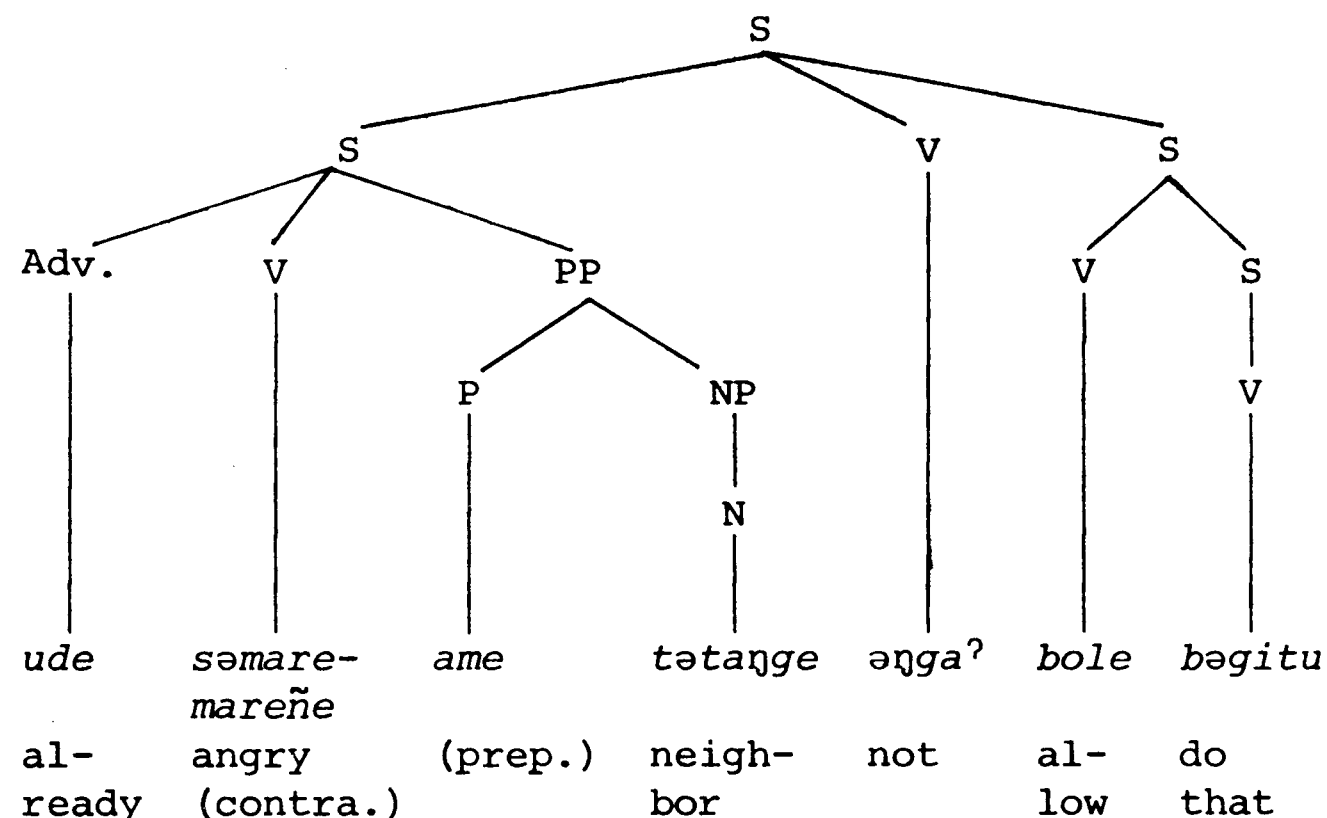 S
S V S
Adv. V PP V S
P NP V
N
ude səmare- ame tətaŋge əŋgaˀ bole bəgitu
mareñe
al- angry (prep.) neigh- not al- do
ready (contra.) bor low that